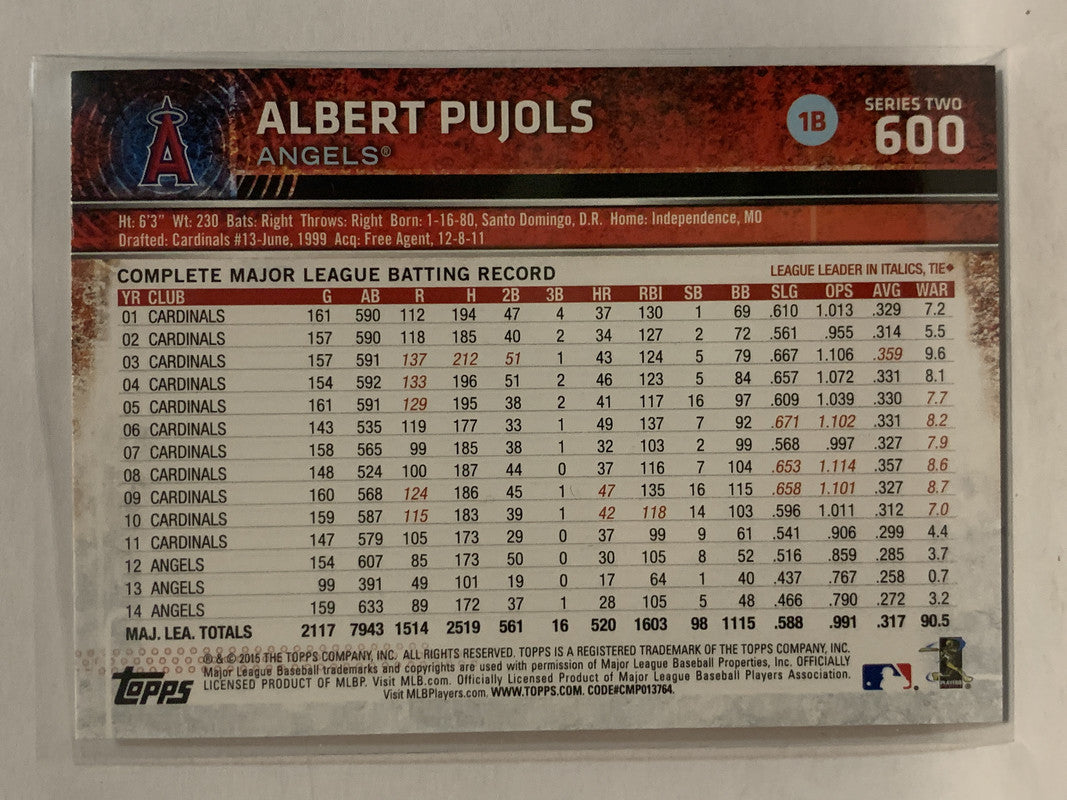 ALBERT PUJOLS
ANGELS®
1B
SERIES TWO
600
Ht: 6'3" Wt: 230 Bats: Right Throws: Right Born: 1-16-80, Santo Domingo, D.R. Home: Independence, MO
Drafted: Cardinals #13-June, 1999 Acq: Free Agent, 12-8-11
COMPLETE MAJOR LEAGUE BATTING RECORD LEAGUE LEADER IN ITALICS, TIE♦
YR CLUB G AB R H 2B 3B HR RBI SB BB SLG OPS AVG WAR
01 CARDINALS 161 590 112 194 47 4 37 130 1 69 .610 1.013 .329 7.2
02 CARDINALS 157 590 118 185 40 2 34 127 2 72 .561 .955 .314 5.5
03 CARDINALS 157 591 137 212 51 1 43 124 5 79 .667 1.106 .359 9.6
04 CARDINALS 154 592 133 196 51 2 46 123 5 84 .657 1.072 .331 8.1
05 CARDINALS 161 591 129 195 38 2 41 117 16 97 .609 1.039 .330 7.7
06 CARDINALS 143 535 119 177 33 1 49 137 7 92 .671 1.102 .331 8.2
07 CARDINALS 158 565 99 185 38 1 32 103 2 99 .568 .997 .327 7.9
08 CARDINALS 148 524 100 187 44 0 37 116 7 104 .653 1.114 .357 8.6
09 CARDINALS 160 568 124 186 45 1 47 135 16 115 .658 1.101 .327 8.7
10 CARDINALS 159 587 115 183 39 1 42 118 14 103 .596 1.011 .312 7.0
11 CARDINALS 147 579 105 173 29 0 37 99 9 61 .541 .906 .299 4.4
12 ANGELS 154 607 85 173 50 0 30 105 8 52 .516 .859 .285 3.7
13 ANGELS 99 391 49 101 19 0 17 64 1 40 .437 .767 .258 0.7
14 ANGELS 159 633 89 172 37 1 28 105 5 48 .466 .790 .272 3.2
MAJ. LEA. TOTALS 2117 7943 1514 2519 561 16 520 1603 98 1115 .588 .991 .317 90.5
® & © 2015 THE TOPPS COMPANY, INC. ALL RIGHTS RESERVED. TOPPS IS A REGISTERED TRADEMARK OF THE TOPPS COMPANY, INC.
Major League Baseball trademarks and copyrights are used with permission of Major League Baseball Properties, Inc. OFFICIALLY
LICENSED PRODUCT OF MLBP. Visit MLB.com. Officially Licensed Product of Major League Baseball Players Association.
Visit MLBPlayers.com. WWW.TOPPS.COM. CODE#CMP013764.
topps
PLAYERS